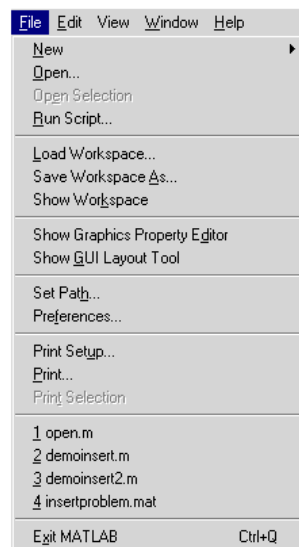 File Edit View Window Help
New
Open...
Open Selection
Run Script...
Load Workspace...
Save Workspace As...
Show Workspace
Show Graphics Property Editor
Show GUI Layout Tool
Set Path...
Preferences...
Print Setup...
Print...
Print Selection
1 open.m
2 demoinsert.m
3 demoinsert2.m
4 insertproblem.mat
Exit MATLAB Ctrl+Q